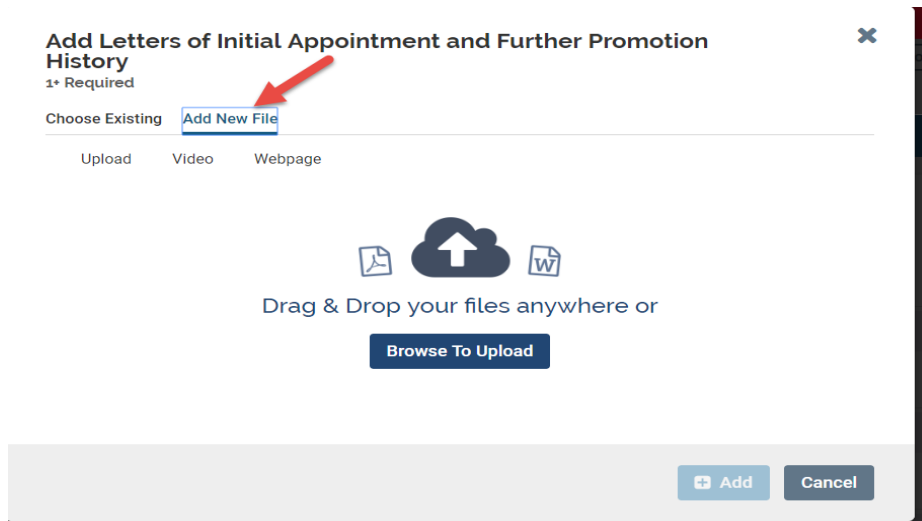 Add Letters of Initial Appointment and Further Promotion
History
1+ Required
Choose Existing Add New File
Upload Video Webpage
W
Drag & Drop your files anywhere or
Browse To Upload
Add Cancel